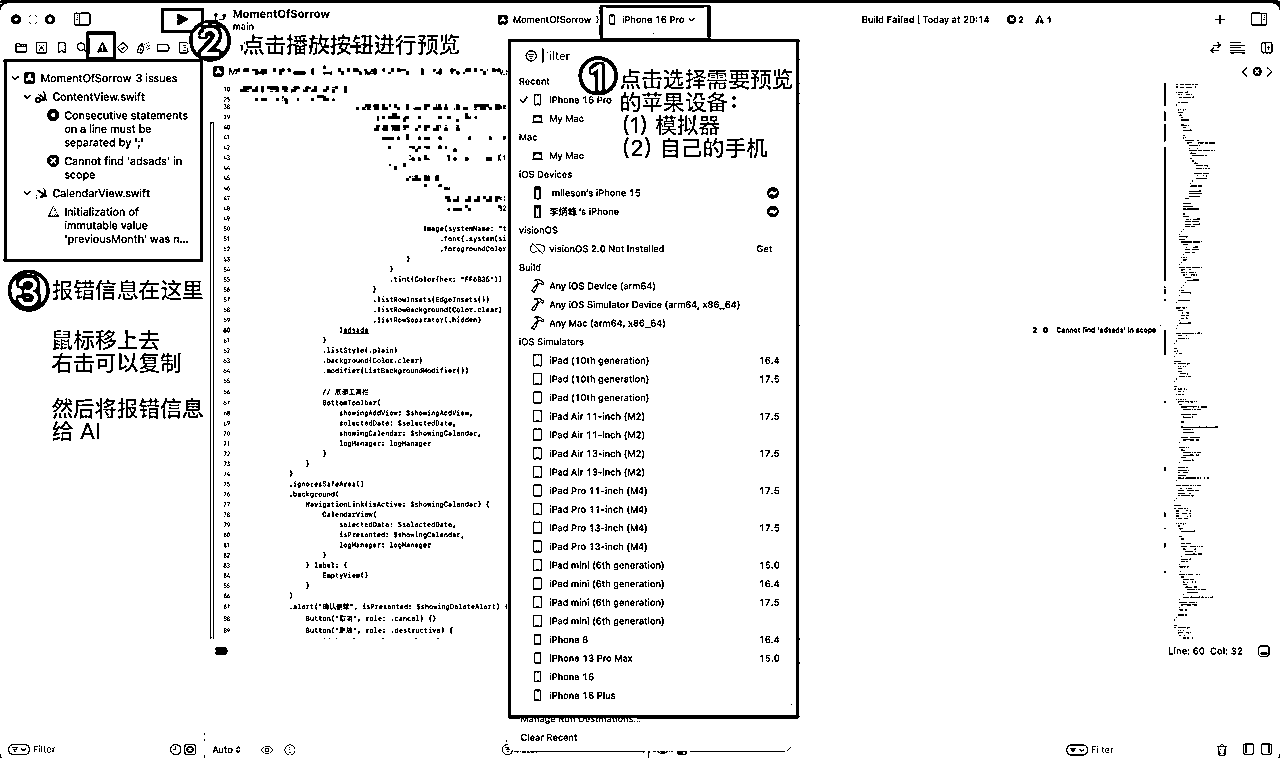 MomentOfSorrow
main
MomentOfSorrow
iPhone 16 Pro
Build Failed | Today at 20:14
2
1
② 点击播放按钮进行预览
MomentOfSorrow 3 issues
ContentView.swift
Consecutive statements
on a line must be
separated by ';'
Cannot find 'adsads' in
scope
CalendarView.swift
Initialization of
immutable value
'previousMonth' was n...
③ 报错信息在这里
鼠标移上去
右击可以复制
然后将报错信息
给 AI
Image(systemName: "t
.font(.system(si
.foregroundColor
}
}
.tint(Color(hex: "FF6B35"))
}
.listRowInsets(EdgeInsets())
.listRowBackground(Color.clear)
.listRowSeparator(.hidden)
}adsads
}
.listStyle(.plain)
.background(Color.clear)
.modifier(ListBackgroundModifier())
// 底部工具栏
BottomToolbar(
showingAddView: $showingAddView,
selectedDate: $selectedDate,
showingCalendar: $showingCalendar,
logManager: logManager
)
}
}
.ignoresSafeArea()
.background(
NavigationLink(isActive: $showingCalendar) {
CalendarView(
selectedDate: $selectedDate,
isPresented: $showingCalendar,
logManager: logManager
)
} label: {
EmptyView()
}
)
.alert("确认删除", isPresented: $showingDeleteAlert) {
Button("取消", role: .cancel) {}
Button("删除", role: .destructive) {
Filter
① 点击选择需要预览
的苹果设备：
(1) 模拟器
(2) 自己的手机
Recent
iPhone 16 Pro
My Mac
Mac
My Mac
iOS Devices
mileson's iPhone 15
李炳峰's iPhone
visionOS
visionOS 2.0 Not Installed Get
Build
Any iOS Device (arm64)
Any iOS Simulator Device (arm64, x86_64)
Any Mac (arm64, x86_64)
iOS Simulators
iPad (10th generation) 16.4
iPad (10th generation) 17.5
iPad (10th generation)
iPad Air 11-inch (M2) 17.5
iPad Air 11-inch (M2)
iPad Air 13-inch (M2) 17.5
iPad Air 13-inch (M2)
iPad Pro 11-inch (M4) 17.5
iPad Pro 11-inch (M4)
iPad Pro 13-inch (M4) 17.5
iPad Pro 13-inch (M4)
iPad mini (6th generation) 15.0
iPad mini (6th generation) 16.4
iPad mini (6th generation) 17.5
iPad mini (6th generation)
iPhone 8 16.4
iPhone 13 Pro Max 15.0
iPhone 16
iPhone 16 Plus
Manage Run Destinations...
Clear Recent
Cannot find 'adsads' in scope
Line: 60 Col: 32
Filter
Auto
Filter
Filter